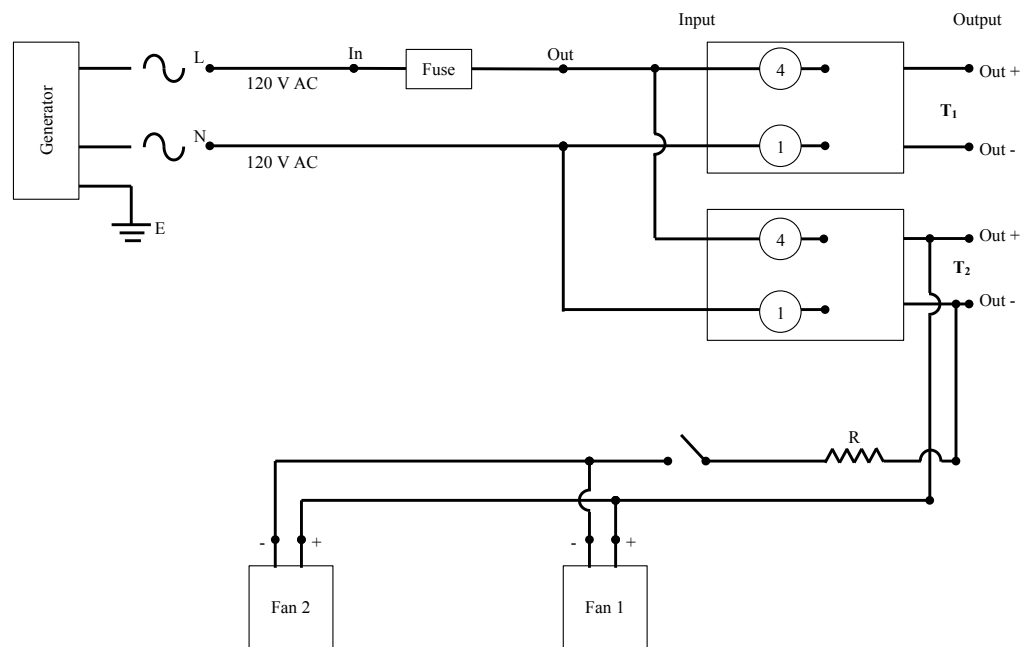 Input
Output
L
In
Out
Fuse
4
Out +
120 V AC
T₁
Generator
N
1
Out -
120 V AC
E
4
Out +
T₂
1
Out -
R
-
+
-
+
Fan 2
Fan 1